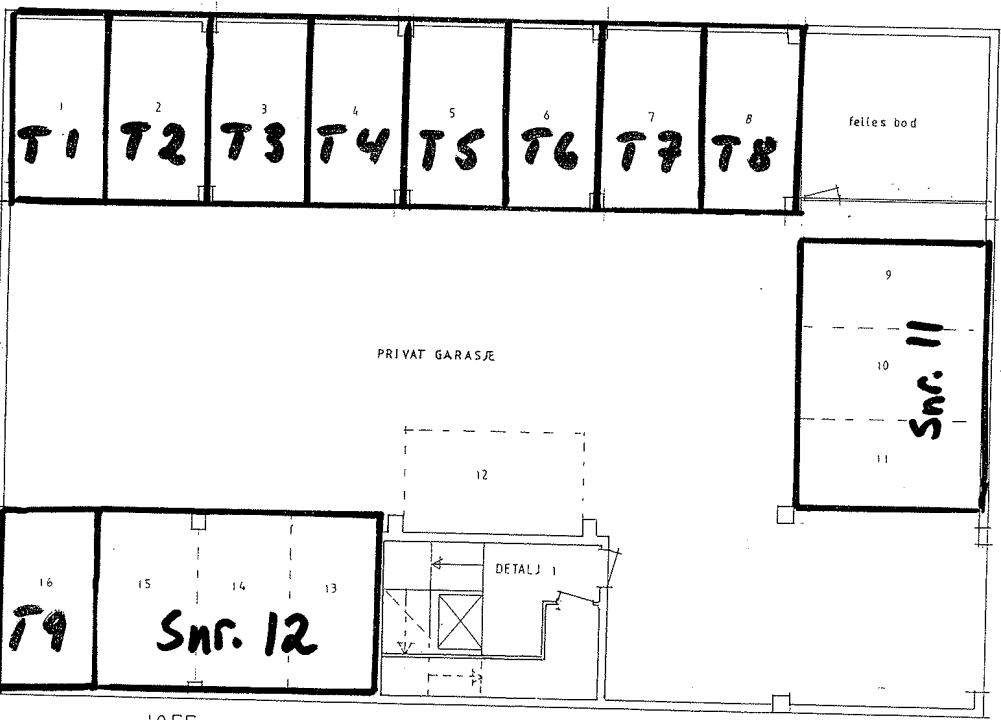 1 2 3 4 5 6 7 8
T1 T2 T3 T4 T5 T6 T7 T8
felles bod
9
10
11
Snr. 11
PRIVAT GARASJE
12
DETALJ 1
16 15 14 13
T9 Snr. 12